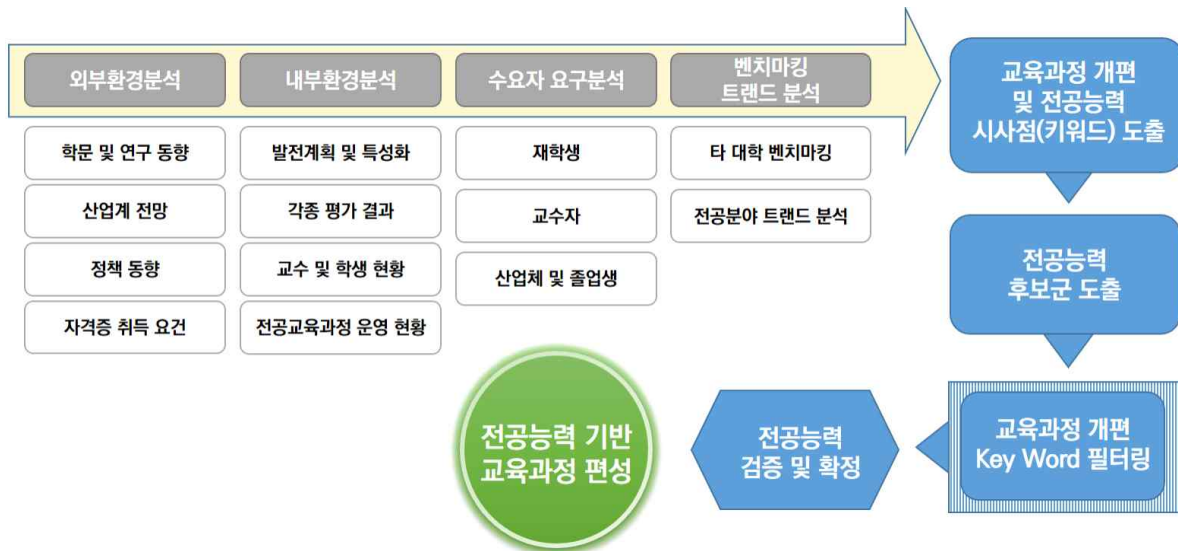 외부환경분석
학문 및 연구 동향
산업계 전망
정책 동향
자격증 취득 요건
내부환경분석
발전계획 및 특성화
각종 평가 결과
교수 및 학생 현황
전공교육과정 운영 현황
수요자 요구분석
재학생
교수자
산업체 및 졸업생
벤치마킹
트랜드 분석
타 대학 벤치마킹
전공분야 트랜드 분석
교육과정 개편
및 전공능력
시사점(키워드) 도출
전공능력
후보군 도출
교육과정 개편
Key Word 필터링
전공능력
검증 및 확정
전공능력 기반
교육과정 편성